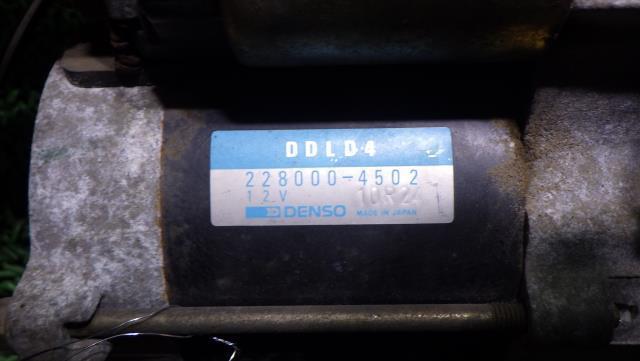 DDLD4
228000-4502
12V
DENSO MADE IN JAPAN